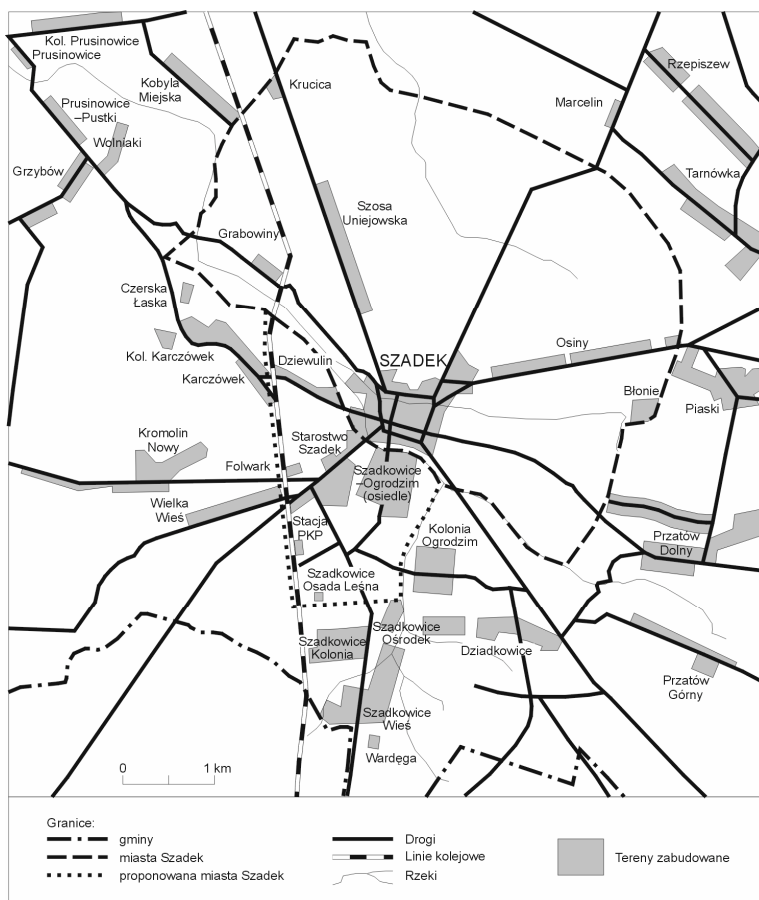 Kol. Prusinowice
Prusinowice
Kobyla
Miejska
Krucica
Rzepiszew
Marcelin
Prusinowice
–Pustki
Wolniaki
Grzybów
Tarnówka
Szosa
Uniejowska
Grabowiny
Czerska
Łaska
Kol. Karczówek
Karczówek
Dziewulin
SZADEK
Osiny
Błonie
Piaski
Kromolin
Nowy
Starostwo
Szadek
Folwark
Szadkowice
–Ogrodzim
(osiedle)
Wielka
Wieś
Stacja
PKP
Kolonia
Ogrodzim
Przatów
Dolny
Szadkowice
Osada Leśna
Szadkowice
Ośrodek
Szadkowice
Kolonia
Dziadkowice
Przatów
Górny
Szadkowice
Wieś
Wardęga
0 1 km
Granice:
gminy
miasta Szadek
proponowana miasta Szadek
Drogi
Linie kolejowe
Rzeki
Tereny zabudowane